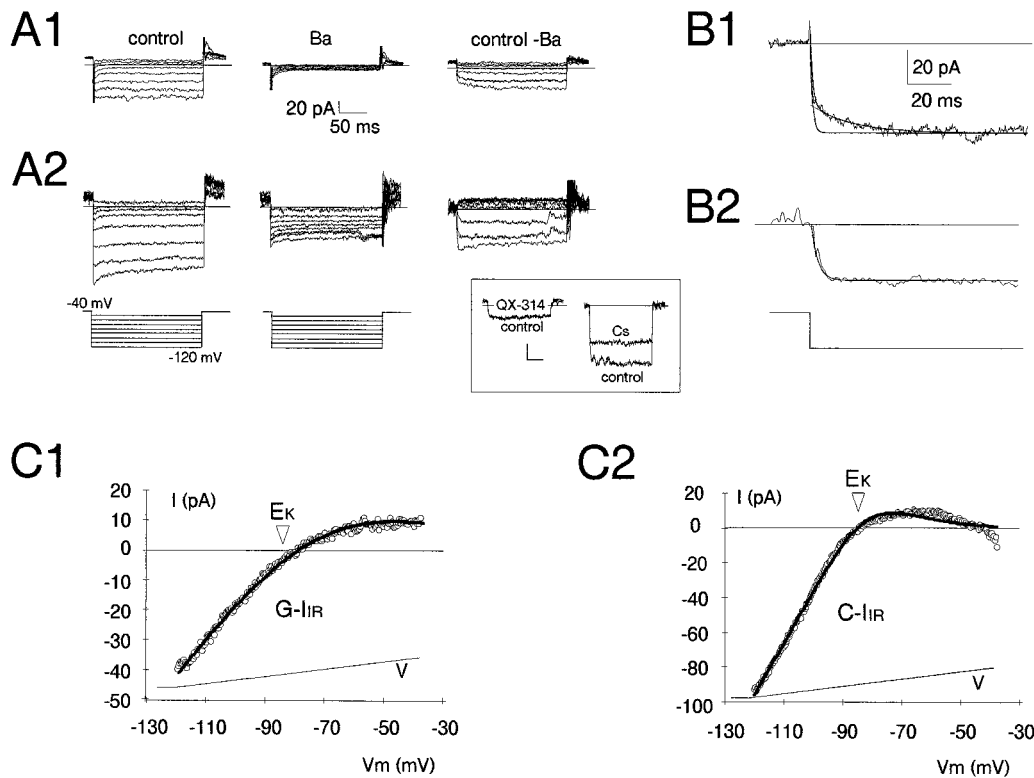 A1
control
Ba
control -Ba
20 pA
50 ms
B1
20 pA
20 ms
A2
-40 mV
-120 mV
QX-314
control
Cs
control
B2
C1
I (pA)
EK
20
10
0
-10
-20
-30
-40
-50
G-IIR
V
-130
-110
-90
-70
-50
-30
Vm (mV)
C2
I (pA)
EK
20
0
-20
-40
-60
-80
-100
C-IIR
V
-130
-110
-90
-70
-50
-30
Vm (mV)